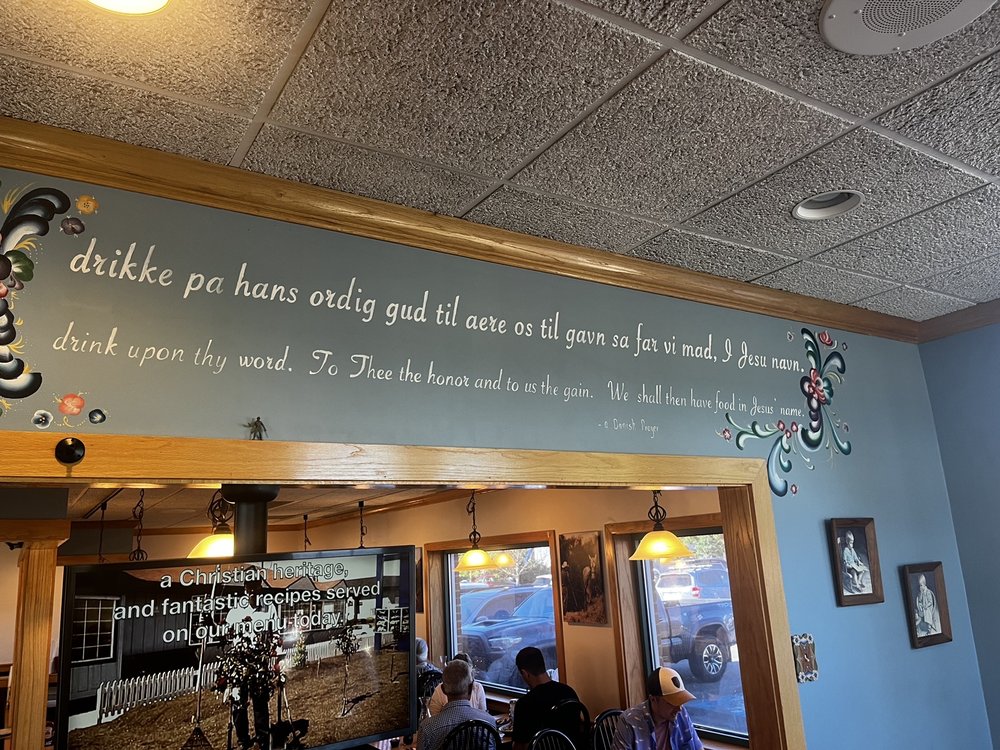 drikke pa hans ordig gud til aere os til gavn sa far vi mad, I Jesu navn.
drink upon thy word. To Thee the honor and to us the gain. We shall then have food in Jesus' name.
- a Danish Prayer
a Christian heritage,
and fantastic recipes served
on our menu today.